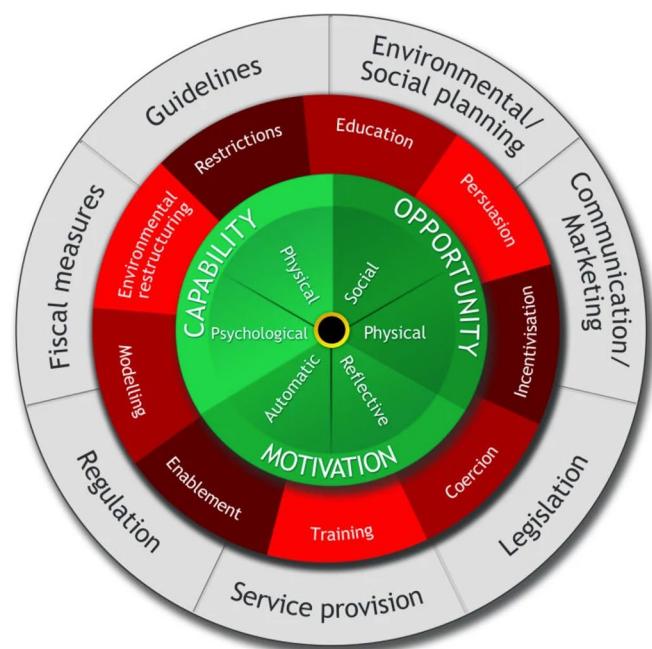 Guidelines
Environmental/
Social planning
Communication/
Marketing
Legislation
Service provision
Regulation
Fiscal measures
Restrictions
Education
Persuasion
Incentivisation
Coercion
Training
Enablement
Modelling
Environmental
restructuring
CAPABILITY
OPPORTUNITY
MOTIVATION
Physical
Social
Psychological
Physical
Automatic
Reflective